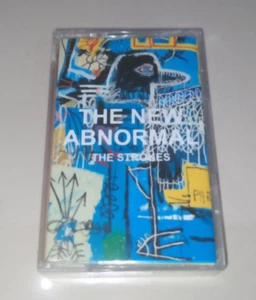 THE NEW
ABNORMAL
THE STROKES